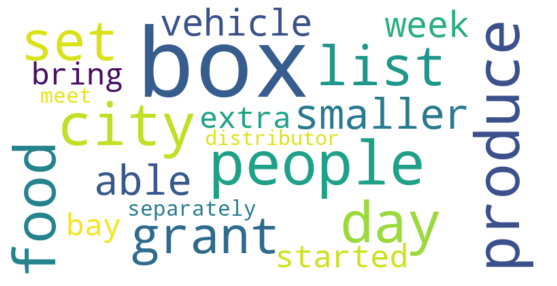 set
vehicle
week
produce
box
bring
list
meet
city
extra
smaller
distributor
people
food
able
separately
day
bay
grant
started